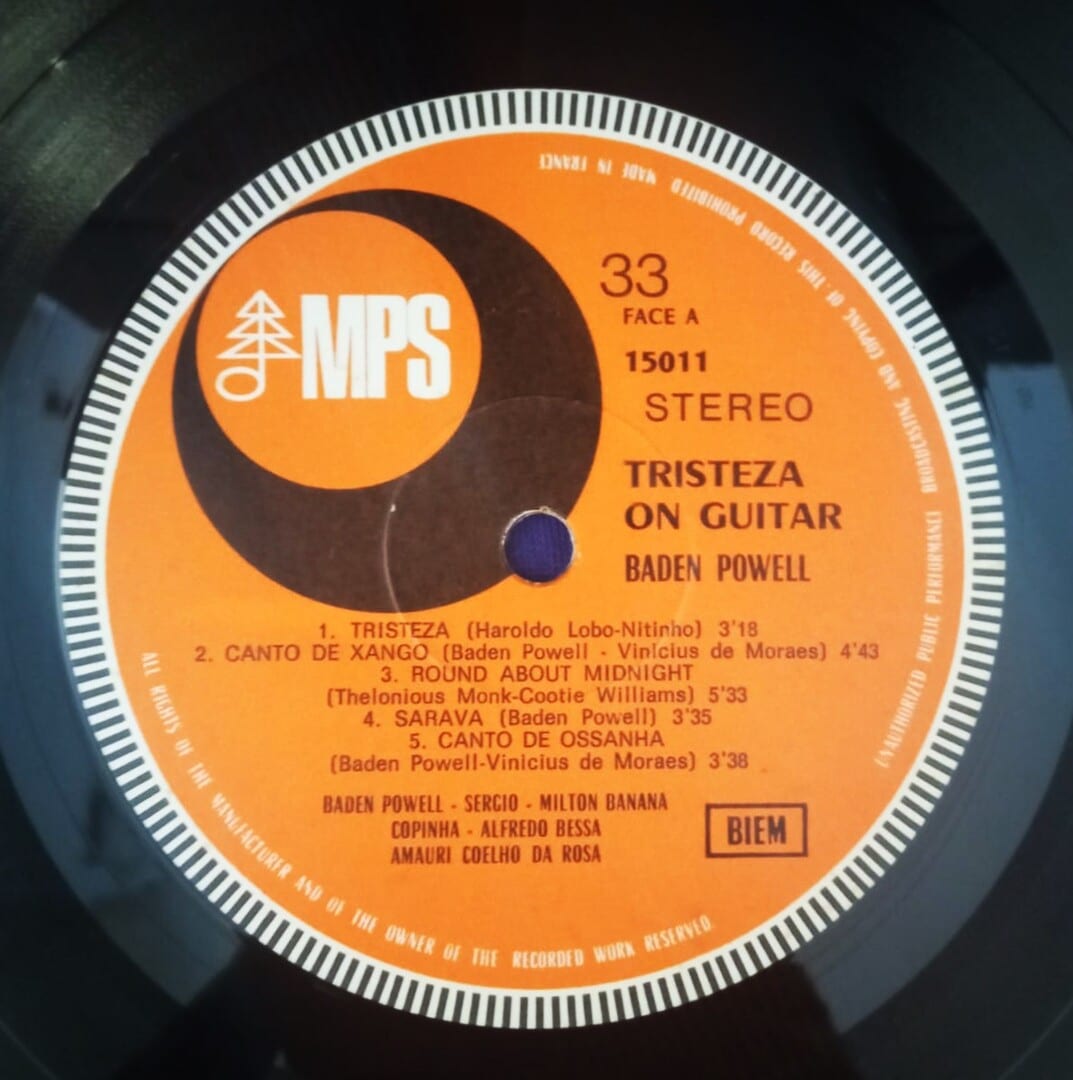 MPS
33
FACE A
15011
STEREO
TRISTEZA
ON GUITAR
BADEN POWELL
1. TRISTEZA (Haroldo Lobo-Nitinho) 3'18
2. CANTO DE XANGO (Baden Powell - Vinicius de Moraes) 4'43
3. ROUND ABOUT MIDNIGHT
(Thelonious Monk-Cootie Williams) 5'33
4. SARAVA (Baden Powell) 3'35
5. CANTO DE OSSANHA
(Baden Powell-Vinicius de Moraes) 3'38
BADEN POWELL - SERGIO - MILTON BANANA
COPINHA - ALFREDO BESSA
AMAURI COELHO DA ROSA
BIEM
ALL RIGHTS OF THE MANUFACTURER AND OF THE OWNER OF THE RECORDED WORK RESERVED.
UNAUTHORIZED PUBLIC PERFORMANCE BROADCASTING AND COPYING OF THIS RECORD PROHIBITED MADE IN FRANCE